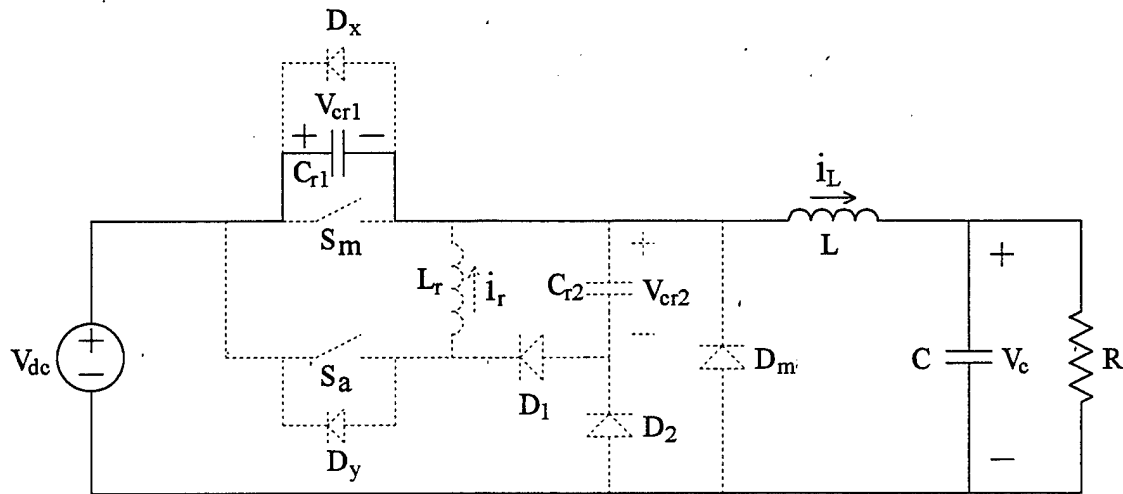 Dx
Vcr1
+ −
Cr1
Sm
iL
L
Lr
ir
Cr2
+
Vcr2
−
+
−
Vdc
Sa
D1
Dm
C
+
Vc
−
R
D2
Dy